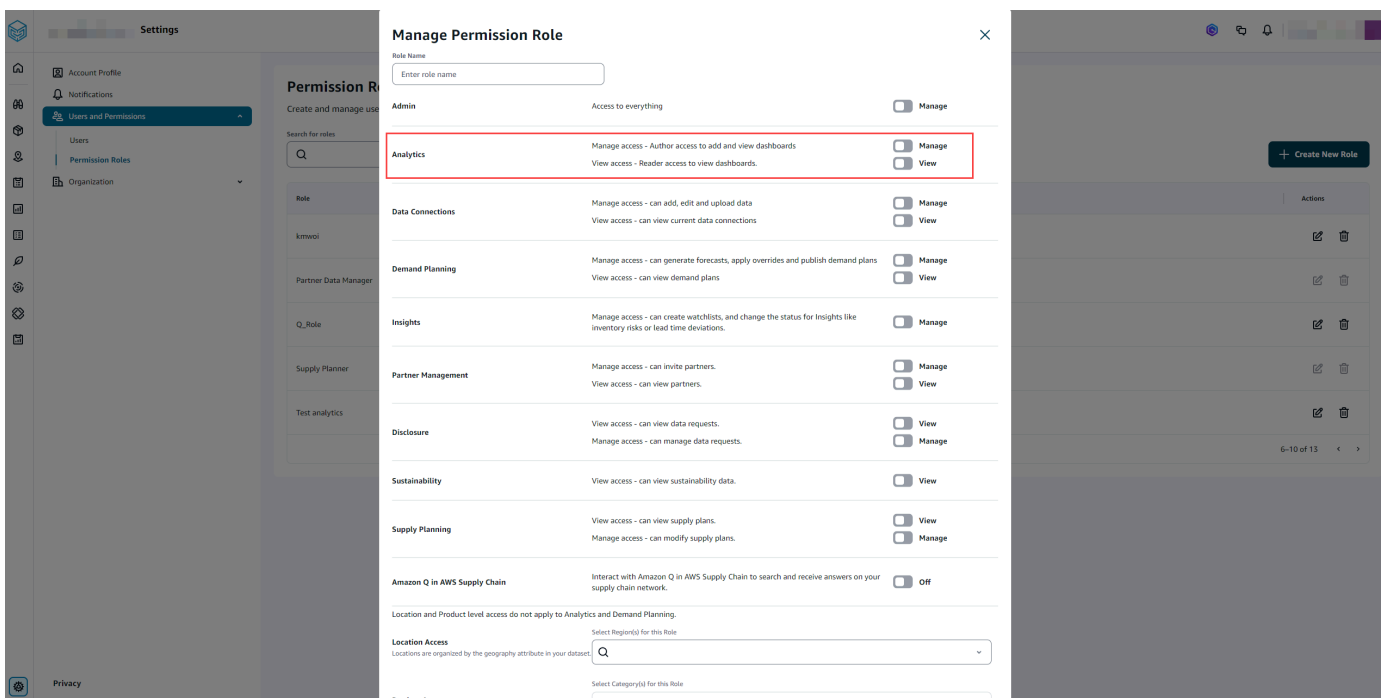 Settings
Account Profile
Notifications
Users and Permissions
Users
Permission Roles
Organization
Privacy
Permission R
Create and manage use
Search for roles
Create New Role
Role
Actions
kmwoi
Partner Data Manager
Q_Role
Supply Planner
Test analytics
6–10 of 13
Manage Permission Role
Role Name
Enter role name
Admin
Access to everything
Manage
Analytics
Manage access - Author access to add and view dashboards
Manage
View access - Reader access to view dashboards.
View
Data Connections
Manage access - can add, edit and upload data
Manage
View access - can view current data connections
View
Demand Planning
Manage access - can generate forecasts, apply overrides and publish demand plans
Manage
View access - can view demand plans
View
Insights
Manage access - can create watchlists, and change the status for Insights like
inventory risks or lead time deviations.
Manage
Partner Management
Manage access - can invite partners.
Manage
View access - can view partners.
View
Disclosure
View access - can view data requests.
View
Manage access - can manage data requests.
Manage
Sustainability
View access - can view sustainability data.
View
Supply Planning
View access - can view supply plans.
View
Manage access - can modify supply plans.
Manage
Amazon Q in AWS Supply Chain
Interact with Amazon Q in AWS Supply Chain to search and receive answers on your
supply chain network.
Off
Location and Product level access do not apply to Analytics and Demand Planning.
Location Access
Locations are organized by the geography attribute in your dataset.
Select Region(s) for this Role
Select Category(s) for this Role